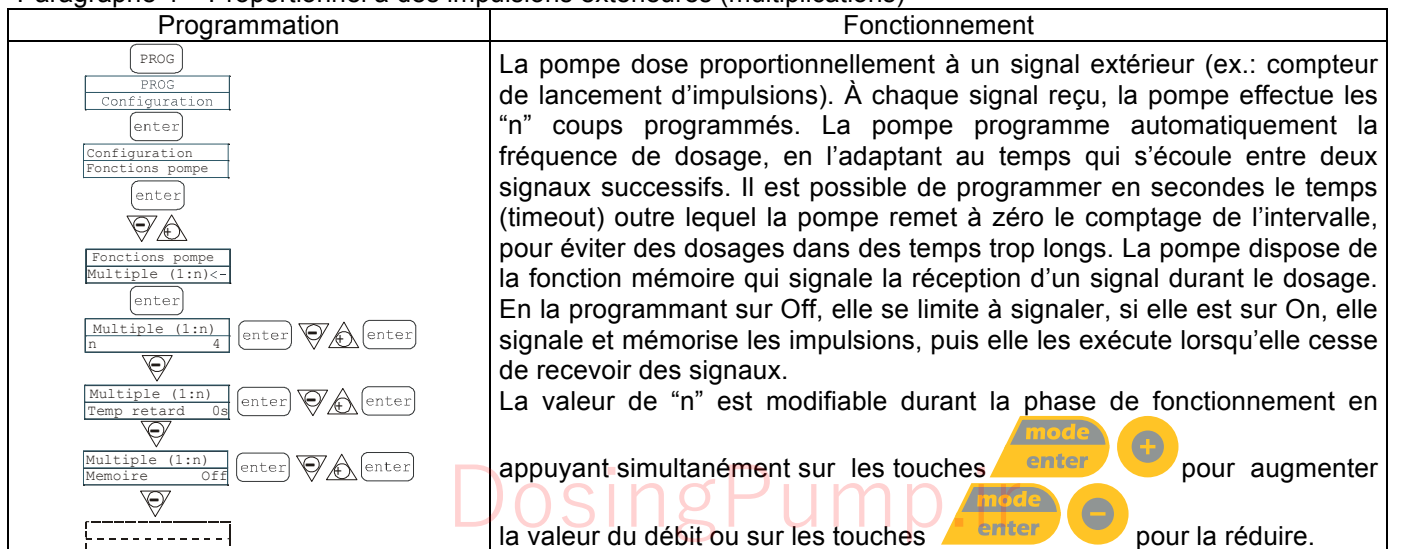 Paragraphe 4 – Proportionnel à des impulsions extérieures (multiplications)
Programmation
Fonctionnement
PROG
PROG
Configuration
enter
Configuration
Fonctions pompe
enter
Fonctions pompe
Multiple (1:n)<-
enter
Multiple (1:n)
n 4
enter enter
Multiple (1:n)
Temp retard 0s
enter enter
Multiple (1:n)
Memoire Off
enter enter
La pompe dose proportionnellement à un signal extérieur (ex.: compteur
de lancement d’impulsions). À chaque signal reçu, la pompe effectue les
“n” coups programmés. La pompe programme automatiquement la
fréquence de dosage, en l’adaptant au temps qui s’écoule entre deux
signaux successifs. Il est possible de programmer en secondes le temps
(timeout) outre lequel la pompe remet à zéro le comptage de l’intervalle,
pour éviter des dosages dans des temps trop longs. La pompe dispose de
la fonction mémoire qui signale la réception d’un signal durant le dosage.
En la programmant sur Off, elle se limite à signaler, si elle est sur On, elle
signale et mémorise les impulsions, puis elle les exécute lorsqu’elle cesse
de recevoir des signaux.
La valeur de “n” est modifiable durant la phase de fonctionnement en
appuyant simultanément sur les touches mode enter + pour augmenter
la valeur du débit ou sur les touches mode enter - pour la réduire.
DosingPump.ir